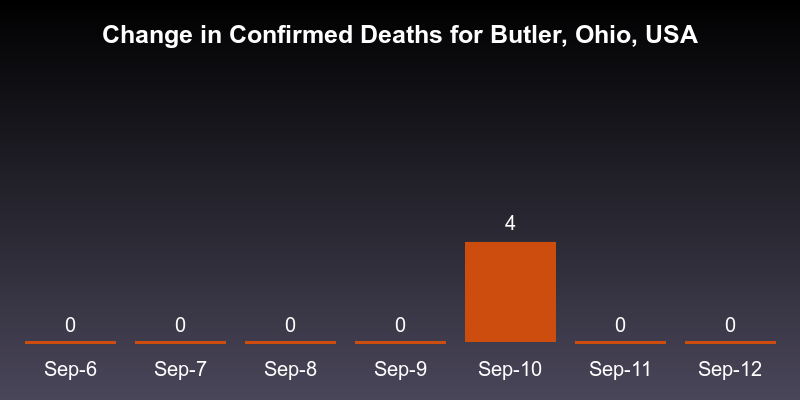 Change in Confirmed Deaths for Butler, Ohio, USA
4
0 0 0 0 0 0
Sep-6 Sep-7 Sep-8 Sep-9 Sep-10 Sep-11 Sep-12